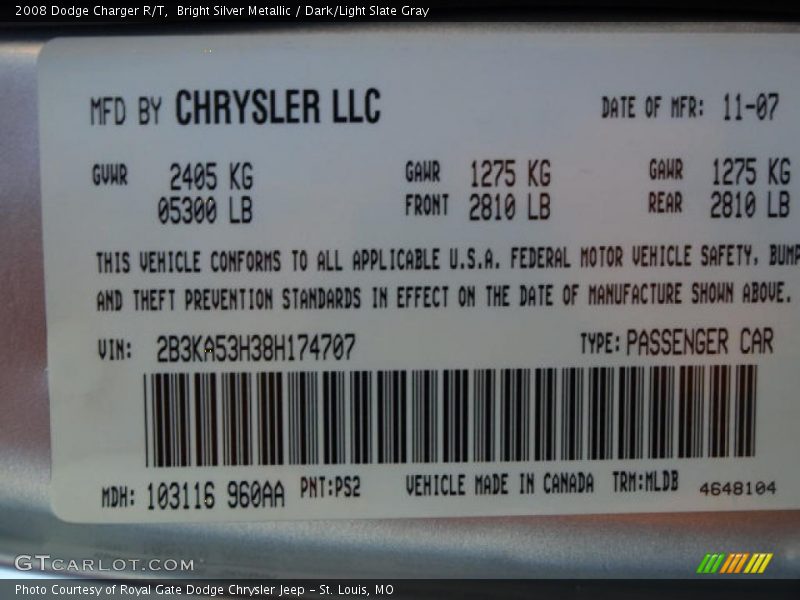 2008 Dodge Charger R/T,  Bright Silver Metallic / Dark/Light Slate Gray
MFD BY CHRYSLER LLC DATE OF MFR: 11-07
GVWR 2405 KG GAWR 1275 KG GAWR 1275 KG
05300 LB FRONT 2810 LB REAR 2810 LB
THIS VEHICLE CONFORMS TO ALL APPLICABLE U.S.A. FEDERAL MOTOR VEHICLE SAFETY, BUMP
AND THEFT PREVENTION STANDARDS IN EFFECT ON THE DATE OF MANUFACTURE SHOWN ABOVE.
VIN: 2B3KA53H38H174707 TYPE: PASSENGER CAR
MDH: 103116 960AA PNT:PS2 VEHICLE MADE IN CANADA TRM:MLDB 4648104
GTCARLOT.COM
Photo Courtesy of Royal Gate Dodge Chrysler Jeep - St. Louis, MO